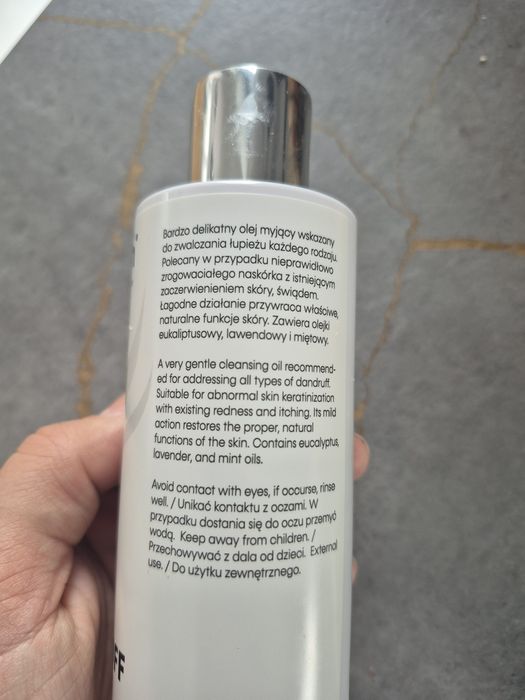 Bardzo delikatny olej myjący wskazany
do zwalczania łupieżu każdego rodzaju.
Polecany w przypadku nieprawidłowo
zrogowaciałego naskórka z istniejącym
zaczerwienieniem skóry, świądem.
Łagodne działanie przywraca właściwe,
naturalne funkcje skóry. Zawiera olejki
eukaliptusowy, lawendowy i miętowy.
A very gentle cleansing oil recommend-
ed for addressing all types of dandruff.
Suitable for abnormal skin keratinization
with existing redness and itching. Its mild
action restores the proper, natural
functions of the skin. Contains eucalyptus,
lavender, and mint oils.
Avoid contact with eyes, if occurse, rinse
well. / Unikać kontaktu z oczami. W
przypadku dostania się do oczu przemyć
wodą. Keep away from children. /
Przechowywać z dala od dzieci. External
use. / Do użytku zewnętrznego.
FF